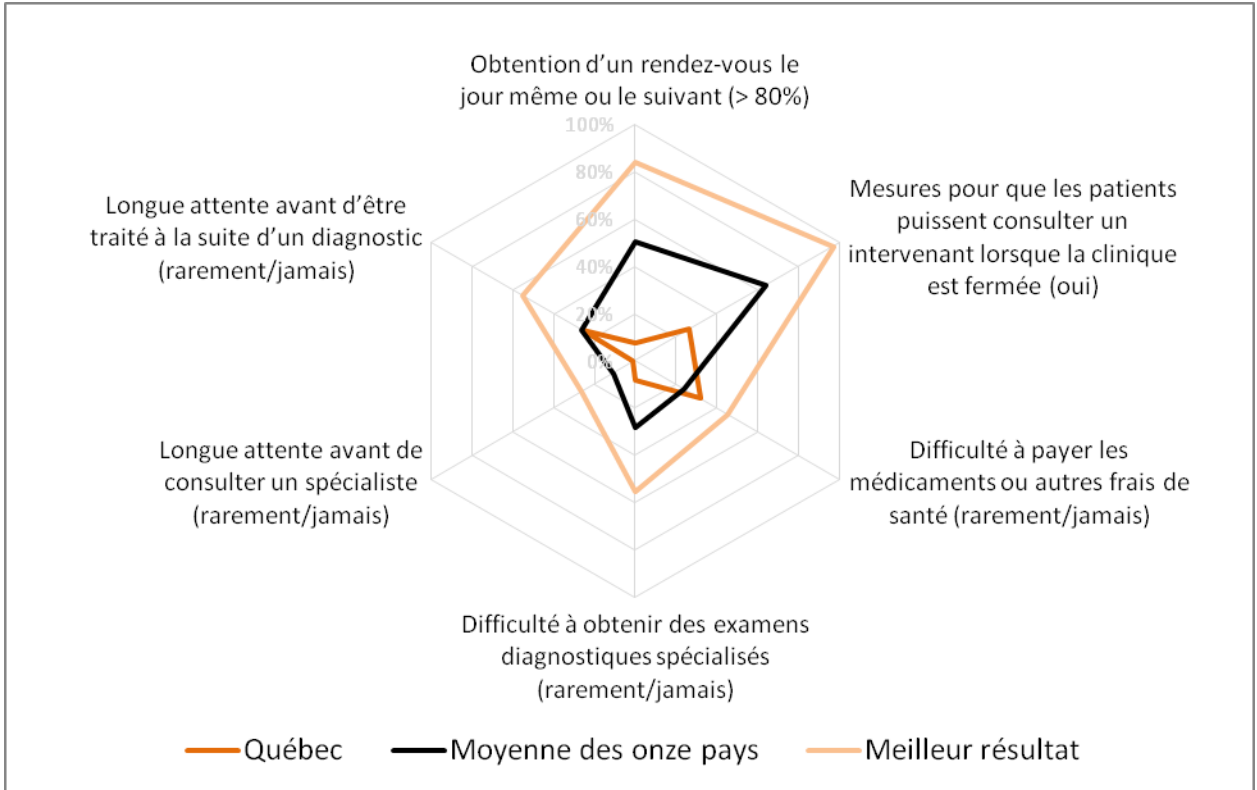 Obtention d’un rendez-vous le
jour même ou le suivant (> 80%)
100%
80%
60%
40%
20%
0%
Mesures pour que les patients
puissent consulter un
intervenant lorsque la clinique
est fermée (oui)
Difficulté à payer les
médicaments ou autres frais de
santé (rarement/jamais)
Difficulté à obtenir des examens
diagnostiques spécialisés
(rarement/jamais)
Longue attente avant de
consulter un spécialiste
(rarement/jamais)
Longue attente avant d’être
traité à la suite d’un diagnostic
(rarement/jamais)
Québec
Moyenne des onze pays
Meilleur résultat